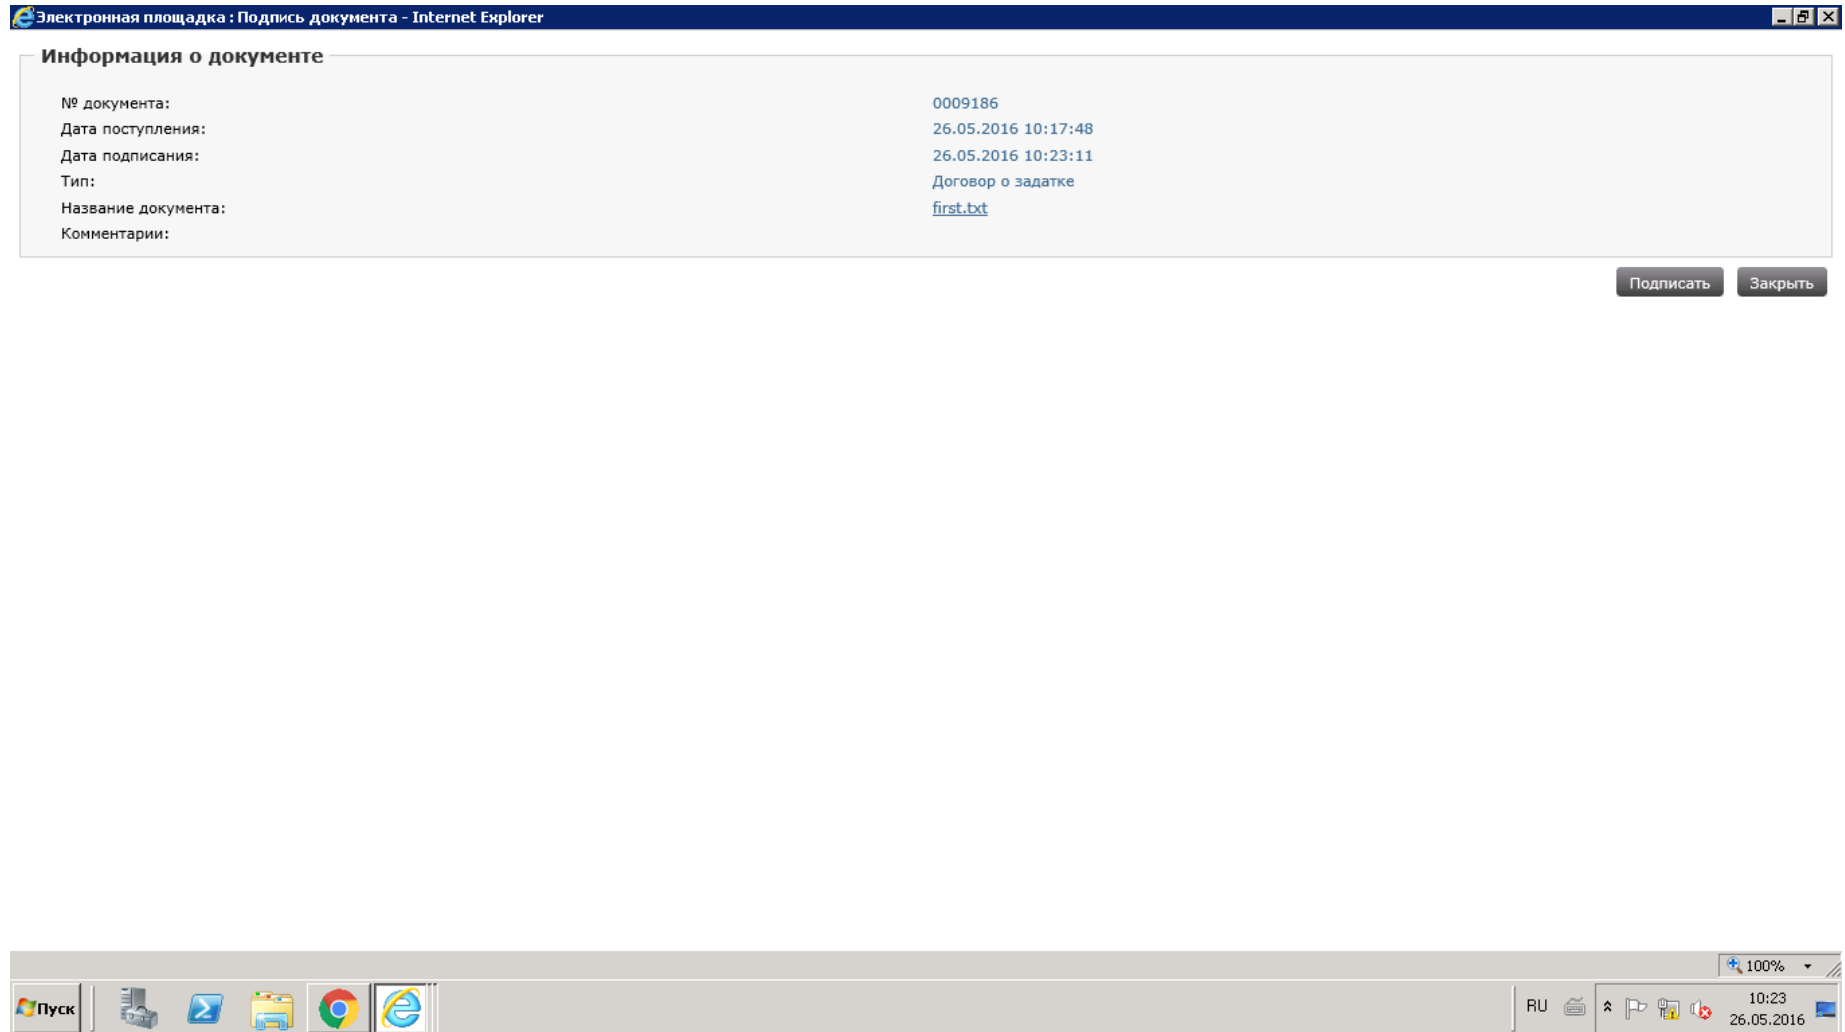 Электронная площадка : Подпись документа - Internet Explorer
Информация о документе
№ документа: 0009186
Дата поступления: 26.05.2016 10:17:48
Дата подписания: 26.05.2016 10:23:11
Тип: Договор о задатке
Название документа: first.txt
Комментарии:
Подписать Закрыть
100%
Пуск RU 10:23
26.05.2016